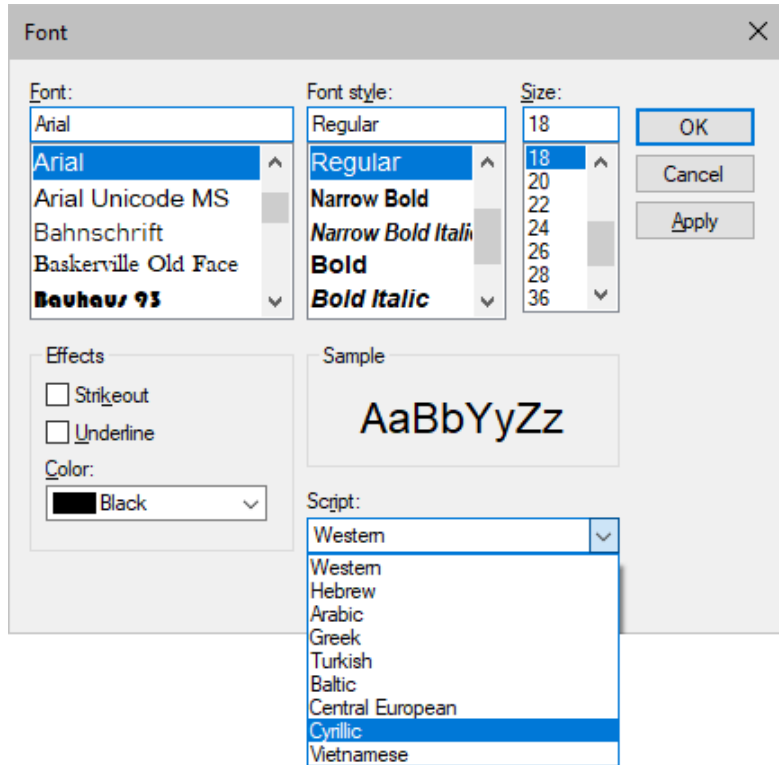 Font
Font: Font style: Size:
Arial Regular 18
OK
Cancel
Apply
Arial
Arial Unicode MS
Bahnschrift
Baskerville Old Face
Bauhaus 93
Regular
Narrow Bold
Narrow Bold Itali
Bold
Bold Italic
18
20
22
24
26
28
36
Effects
Strikeout
Underline
Color:
Black
Sample
AaBbYyZz
Script:
Western
Western
Hebrew
Arabic
Greek
Turkish
Baltic
Central European
Cyrillic
Vietnamese